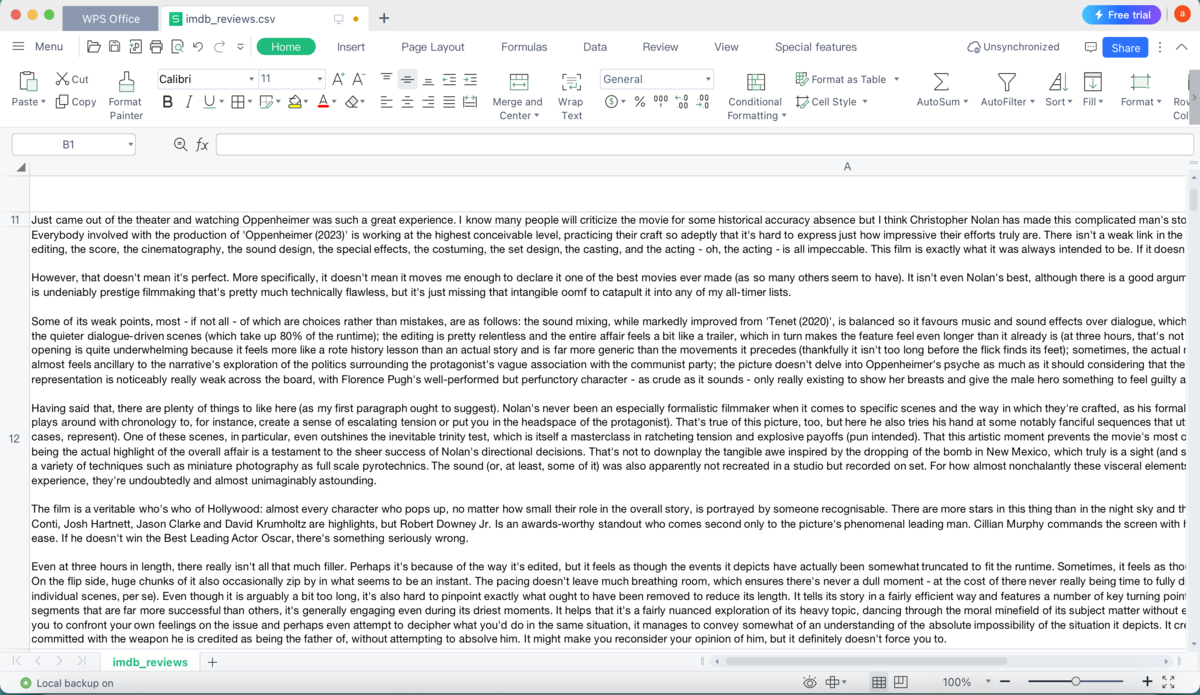 WPS Office imdb_reviews.csv + Free trial a
Menu Home Insert Page Layout Formulas Data Review View Special features Unsynchronized Share
Cut Calibri 11 General Format as Table
Paste Copy Format Painter B I U A Merge and Center Wrap Text Conditional Formatting Cell Style AutoSum AutoFilter Sort Fill Format
B1 fx
A
11 Just came out of the theater and watching Oppenheimer was such a great experience. I know many people will criticize the movie for some historical accuracy absence but I think Christopher Nolan has made this complicated man's sto
Everybody involved with the production of 'Oppenheimer (2023)' is working at the highest conceivable level, practicing their craft so adeptly that it's hard to express just how impressive their efforts truly are. There isn't a weak link in the
editing, the score, the cinematography, the sound design, the special effects, the costuming, the set design, the casting, and the acting - oh, the acting - is all impeccable. This film is exactly what it was always intended to be. If it doesn
However, that doesn't mean it's perfect. More specifically, it doesn't mean it moves me enough to declare it one of the best movies ever made (as so many others seem to have). It isn't even Nolan's best, although there is a good argum
is undeniably prestige filmmaking that's pretty much technically flawless, but it's just missing that intangible oomf to catapult it into any of my all-timer lists.
Some of its weak points, most - if not all - of which are choices rather than mistakes, are as follows: the sound mixing, while markedly improved from 'Tenet (2020)', is balanced so it favours music and sound effects over dialogue, which
the quieter dialogue-driven scenes (which take up 80% of the runtime); the editing is pretty relentless and the entire affair feels a bit like a trailer, which in turn makes the feature feel even longer than it already is (at three hours, that's not
opening is quite underwhelming because it feels more like a rote history lesson than an actual story and is far more generic than the movements it precedes (thankfully it isn't too long before the flick finds its feet); sometimes, the actual
almost feels ancillary to the narrative's exploration of the politics surrounding the protagonist's vague association with the communist party; the picture doesn't delve into Oppenheimer's psyche as much as it should considering that the
representation is noticeably really weak across the board, with Florence Pugh's well-performed but perfunctory character - as crude as it sounds - only really existing to show her breasts and give the male hero something to feel guilty a
Having said that, there are plenty of things to like here (as my first paragraph ought to suggest). Nolan's never been an especially formalistic filmmaker when it comes to specific scenes and the way in which they're crafted, as his formal
plays around with chronology to, for instance, create a sense of escalating tension or put you in the headspace of the protagonist). That's true of this picture, too, but here he also tries his hand at some notably fanciful sequences that ut
12 cases, represent). One of these scenes, in particular, even outshines the inevitable trinity test, which is itself a masterclass in ratcheting tension and explosive payoffs (pun intended). That this artistic moment prevents the movie's most o
being the actual highlight of the overall affair is a testament to the sheer success of Nolan's directional decisions. That's not to downplay the tangible awe inspired by the dropping of the bomb in New Mexico, which truly is a sight (and s
a variety of techniques such as miniature photography as full scale pyrotechnics. The sound (or, at least, some of it) was also apparently not recreated in a studio but recorded on set. For how almost nonchalantly these visceral elements
experience, they're undoubtedly and almost unimaginably astounding.
The film is a veritable who's who of Hollywood: almost every character who pops up, no matter how small their role in the overall story, is portrayed by someone recognisable. There are more stars in this thing than in the night sky and th
Conti, Josh Hartnett, Jason Clarke and David Krumholtz are highlights, but Robert Downey Jr. Is an awards-worthy standout who comes second only to the picture's phenomenal leading man. Cillian Murphy commands the screen with
ease. If he doesn't win the Best Leading Actor Oscar, there's something seriously wrong.
Even at three hours in length, there really isn't all that much filler. Perhaps it's because of the way it's edited, but it feels as though the events it depicts have actually been somewhat truncated to fit the runtime. Sometimes, it feels as thou
On the flip side, huge chunks of it also occasionally zip by in what seems to be an instant. The pacing doesn't leave much breathing room, which ensures there's never a dull moment - at the cost of there never really being time to fully d
individual scenes, per se). Even though it is arguably a bit too long, it's also hard to pinpoint exactly what ought to have been removed to reduce its length. It tells its story in a fairly efficient way and features a number of key turning poin
segments that are far more successful than others, it's generally engaging even during its driest moments. It helps that it's a fairly nuanced exploration of its heavy topic, dancing through the moral minefield of its subject matter without e
you to confront your own feelings on the issue and perhaps even attempt to decipher what you'd do in the same situation, it manages to convey somewhat of an understanding of the absolute impossibility of the situation it depicts. It cr
committed with the weapon he is credited as being the father of, without attempting to absolve him. It might make you reconsider your opinion of him, but it definitely doesn't force you to.
imdb_reviews +
Local backup on 100%